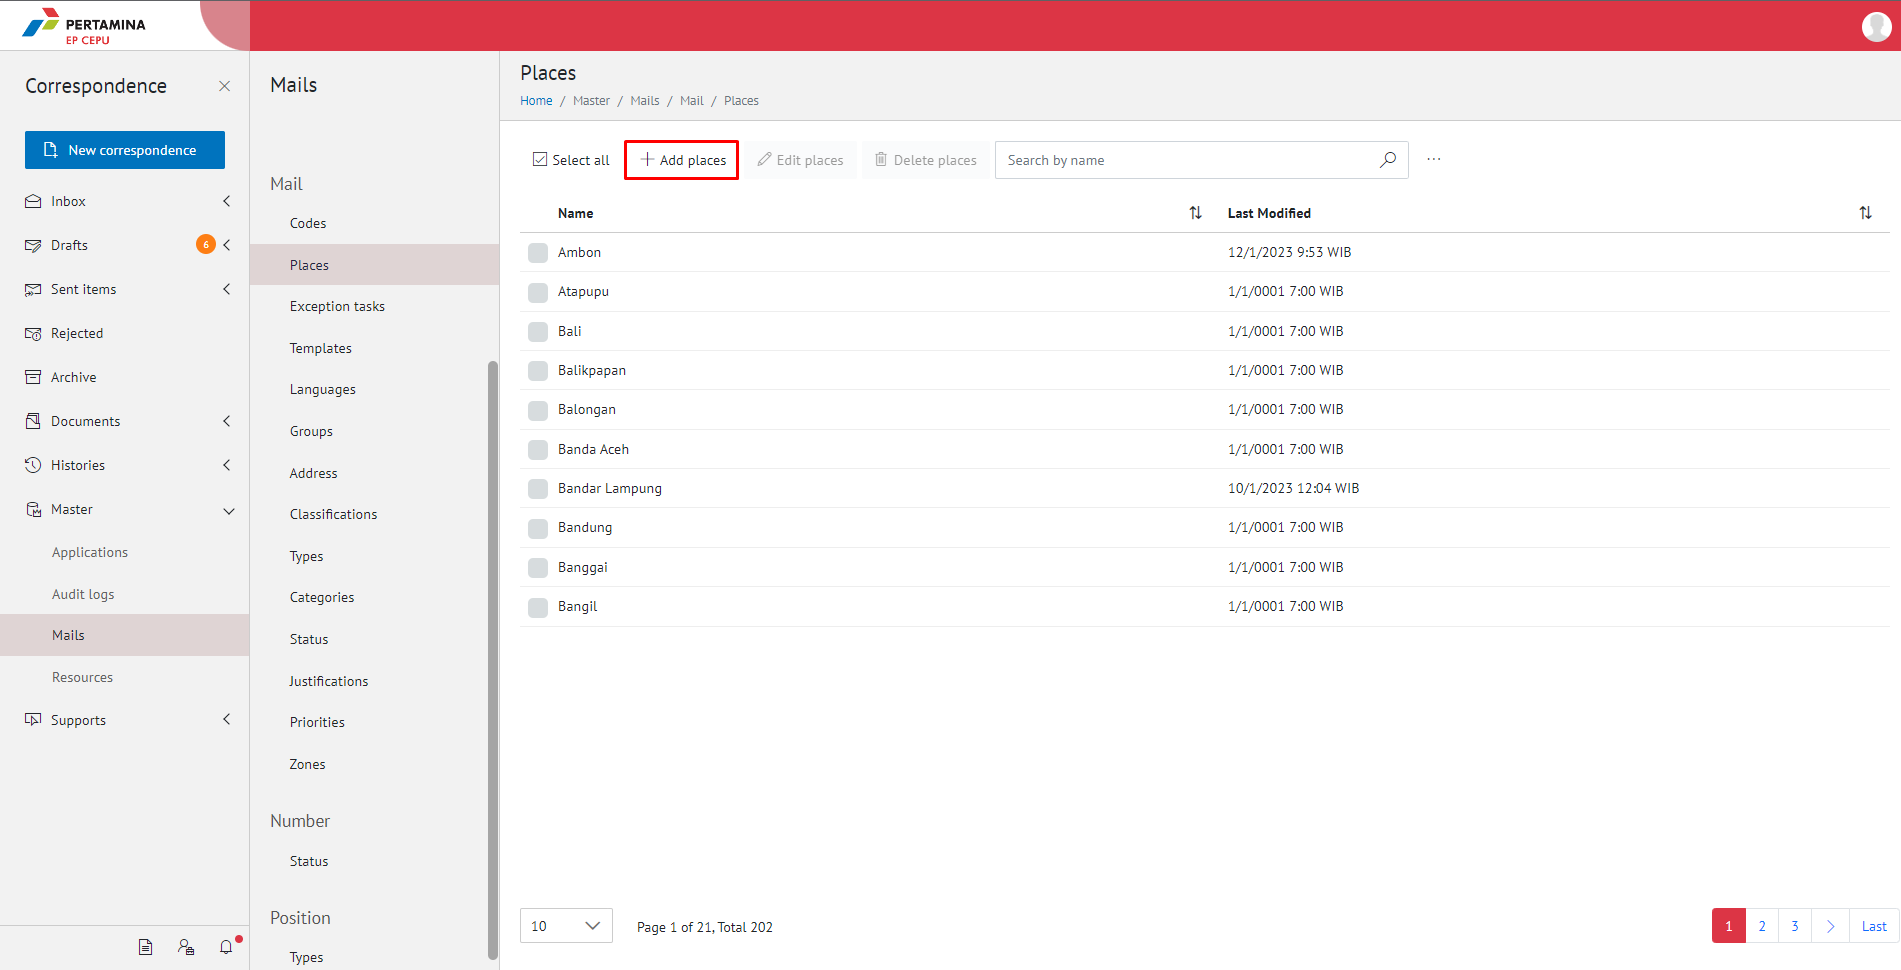 PERTAMINA
EP CEPU
Correspondence
New correspondence
Inbox
Drafts
6
Sent items
Rejected
Archive
Documents
Histories
Master
Applications
Audit logs
Mails
Resources
Supports
Mails
Mail
Codes
Places
Exception tasks
Templates
Languages
Groups
Address
Classifications
Types
Categories
Status
Justifications
Priorities
Zones
Number
Status
Position
Types
Places
Home / Master / Mails / Mail / Places
Select all Add places Edit places Delete places Search by name ...
Name Last Modified
Ambon 12/1/2023 9:53 WIB
Atapupu 1/1/0001 7:00 WIB
Bali 1/1/0001 7:00 WIB
Balikpapan 1/1/0001 7:00 WIB
Balongan 1/1/0001 7:00 WIB
Banda Aceh 1/1/0001 7:00 WIB
Bandar Lampung 10/1/2023 12:04 WIB
Bandung 1/1/0001 7:00 WIB
Banggai 1/1/0001 7:00 WIB
Bangil 1/1/0001 7:00 WIB
10 Page 1 of 21, Total 202 1 2 3 Last